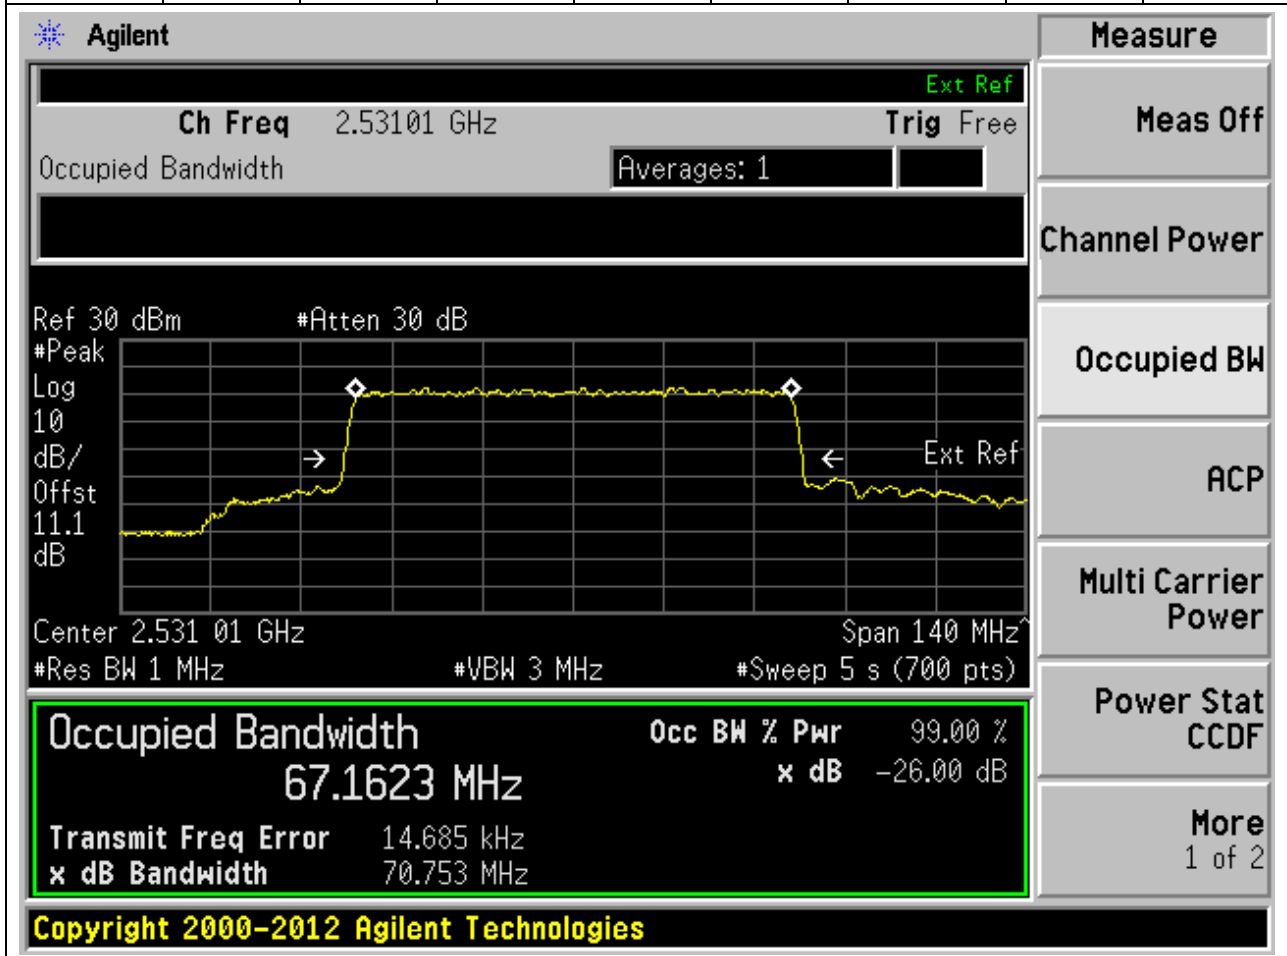 Agilent
Measure
Ext Ref
Ch Freq 2.53101 GHz Trig Free
Meas Off
Occupied Bandwidth Averages: 1
Channel Power
Ref 30 dBm #Atten 30 dB
#Peak
Log
10
dB/
Offst
11.1
dB
Ext Ref
Occupied BW
ACP
Center 2.531 01 GHz Span 140 MHz^
#Res BW 1 MHz #VBW 3 MHz #Sweep 5 s (700 pts)
Multi Carrier
Power
Occupied Bandwidth Occ BW % Pwr 99.00 %
67.1623 MHz x dB -26.00 dB
Power Stat
CCDF
Transmit Freq Error 14.685 kHz
x dB Bandwidth 70.753 MHz
More
1 of 2
Copyright 2000-2012 Agilent Technologies